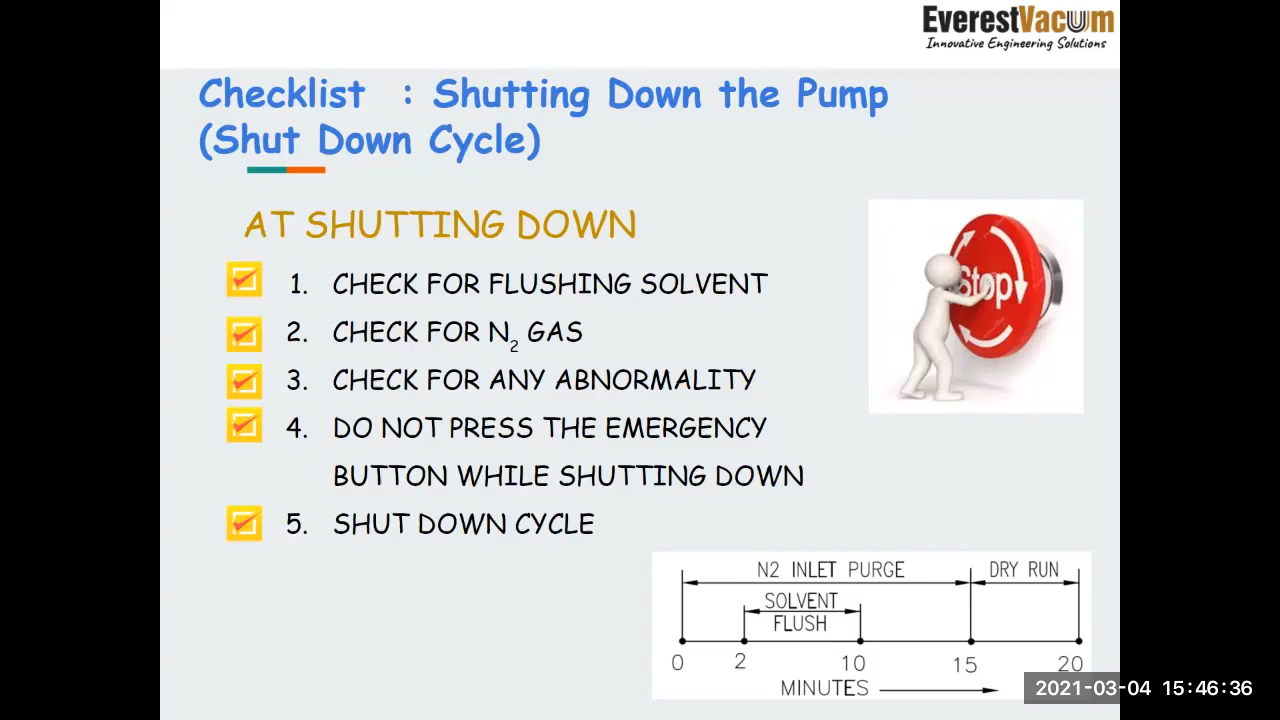 EverestVacuum
Innovative Engineering Solutions
Checklist : Shutting Down the Pump
(Shut Down Cycle)
AT SHUTTING DOWN
1. CHECK FOR FLUSHING SOLVENT
2. CHECK FOR N2 GAS
3. CHECK FOR ANY ABNORMALITY
4. DO NOT PRESS THE EMERGENCY
BUTTON WHILE SHUTTING DOWN
5. SHUT DOWN CYCLE
Stop
N2 INLET PURGE DRY RUN
SOLVENT
FLUSH
0 2 10 15 20
MINUTES
2021-03-04 15:46:36